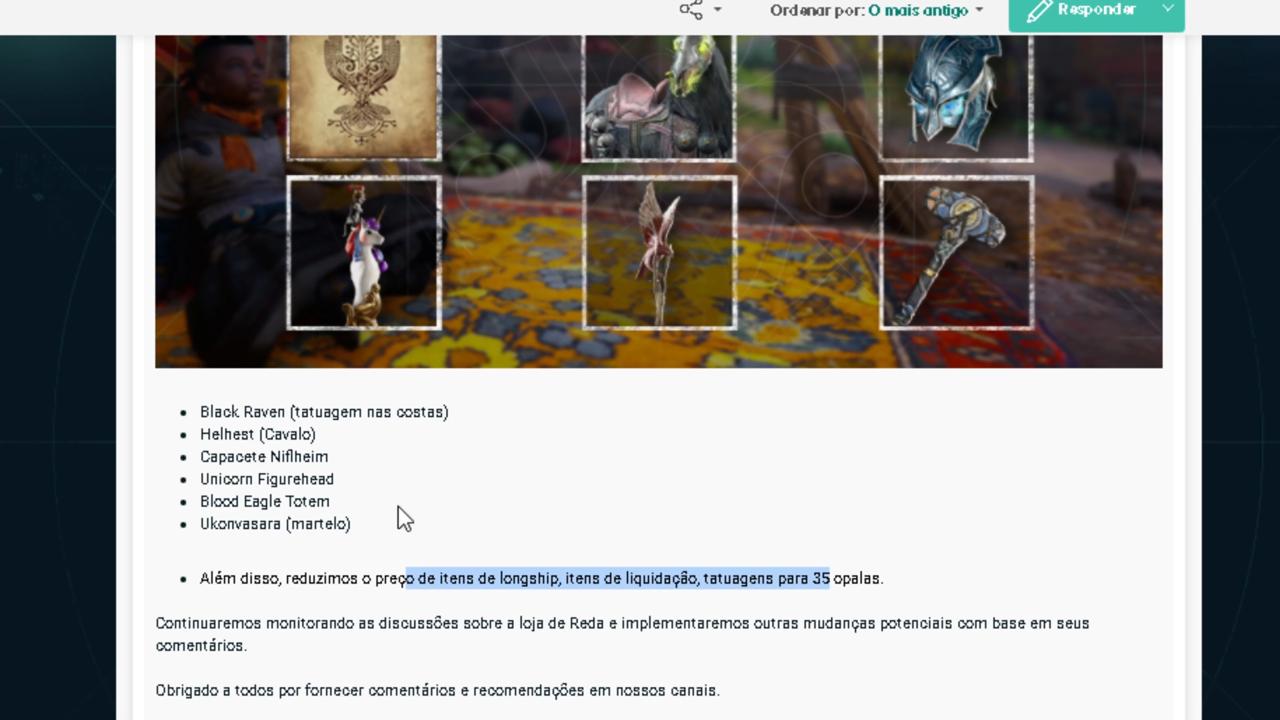 Ordenar por: O mais antigo
Responder
Black Raven (tatuagem nas costas)
Helhest (Cavalo)
Capacete Niflheim
Unicorn Figurehead
Blood Eagle Totem
Ukonvasara (martelo)
Além disso, reduzimos o preço de itens de longship, itens de liquidação, tatuagens para 35 opalas.
Continuaremos monitorando as discussões sobre a loja de Reda e implementaremos outras mudanças potenciais com base em seus
comentários.
Obrigado a todos por fornecer comentários e recomendações em nossos canais.